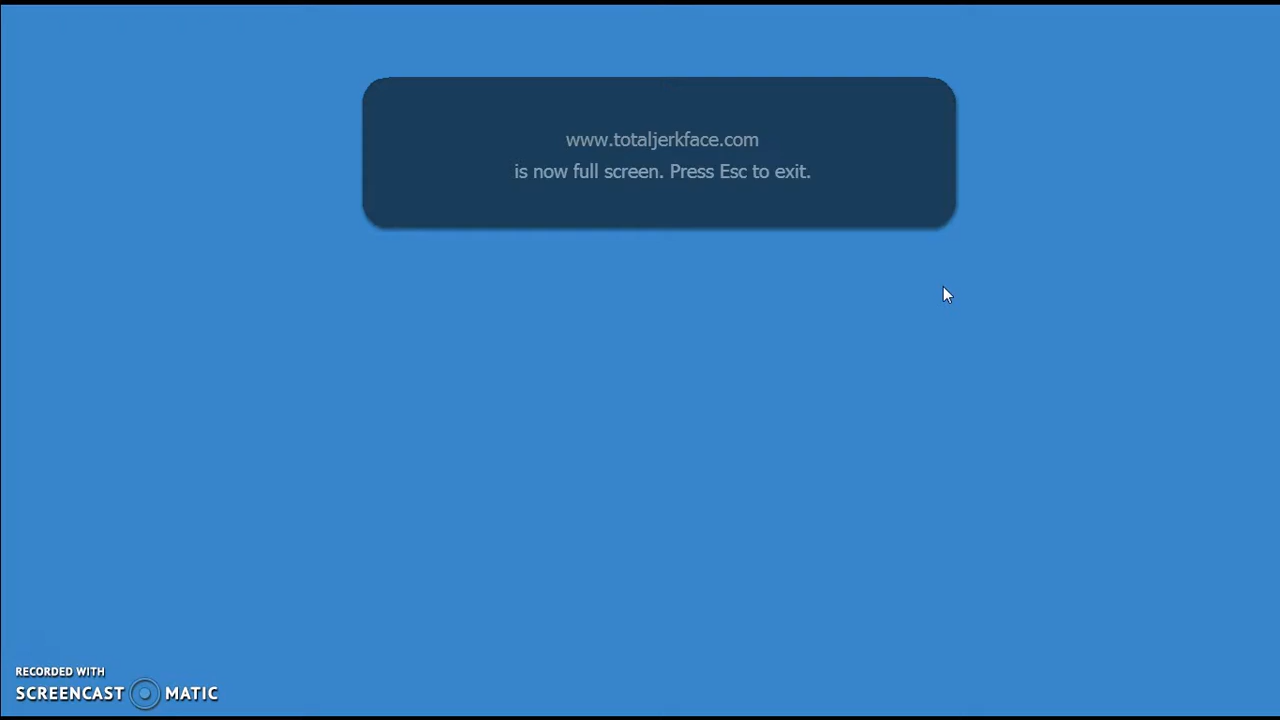 www.totaljerkface.com
is now full screen. Press Esc to exit.
RECORDED WITH
SCREENCAST MATIC